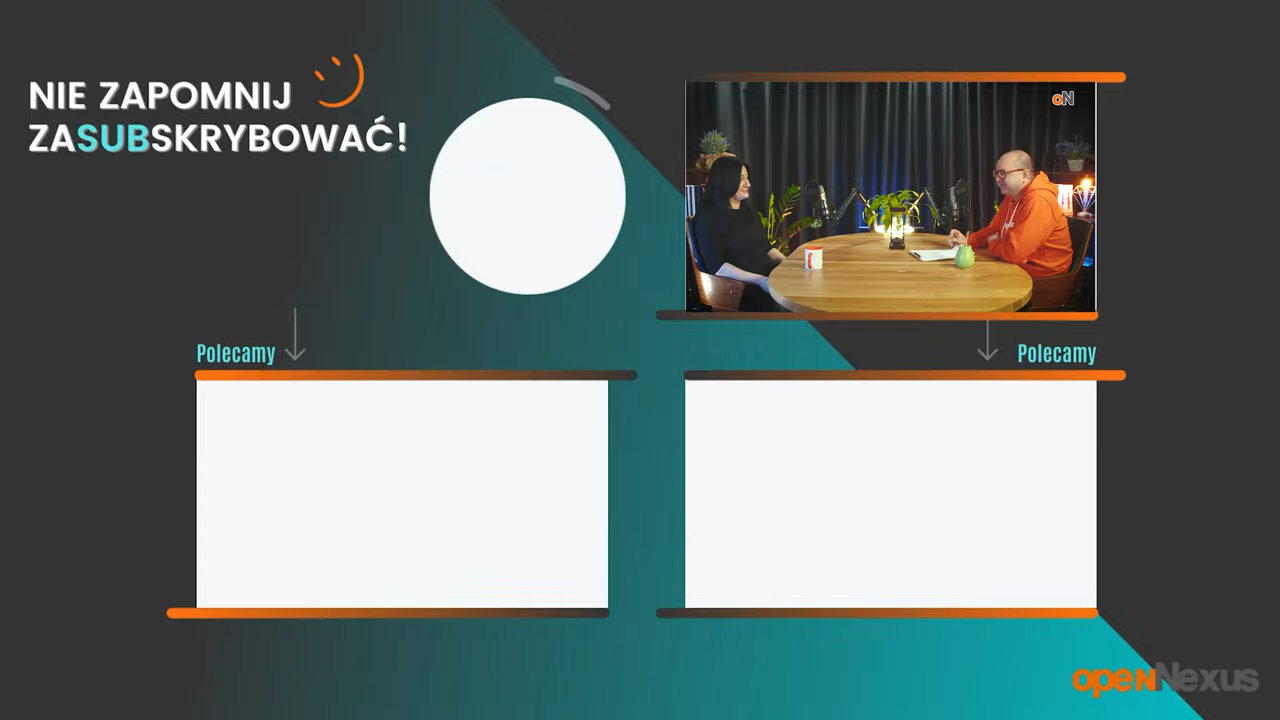 NIE ZAPOMNIJ
ZASUBSKRYBOWAĆ!
oN
Polecamy
Polecamy
openNexus